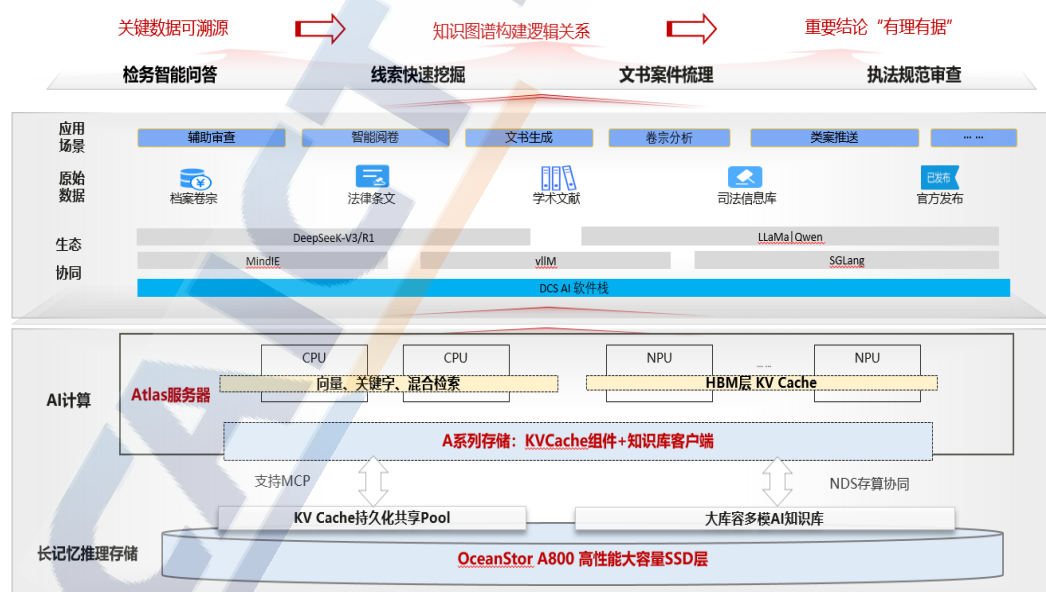 关键数据可溯源
知识图谱构建逻辑关系
重要结论“有理有据”
检务智能问答
线索快速挖掘
文书案件梳理
执法规范审查
应用
场景
辅助审查
智能阅卷
文书生成
卷宗分析
类案推送
... ...
原始
数据
档案卷宗
法律条文
学术文献
司法信息库
已发布
官方发布
生态
协同
DeepSeeK-V3/R1
LLaMa|Qwen
MindIE
vllM
SGLang
DCS AI 软件栈
AI计算
Atlas服务器
CPU
CPU
NPU
... ...
NPU
向量、关键字、混合检索
HBM层 KV Cache
A系列存储：KVCache组件+知识库客户端
支持MCP
NDS存算协同
KV Cache持久化共享Pool
大库容多模AI知识库
长记忆推理存储
OceanStor A800 高性能大容量SSD层
CAICT